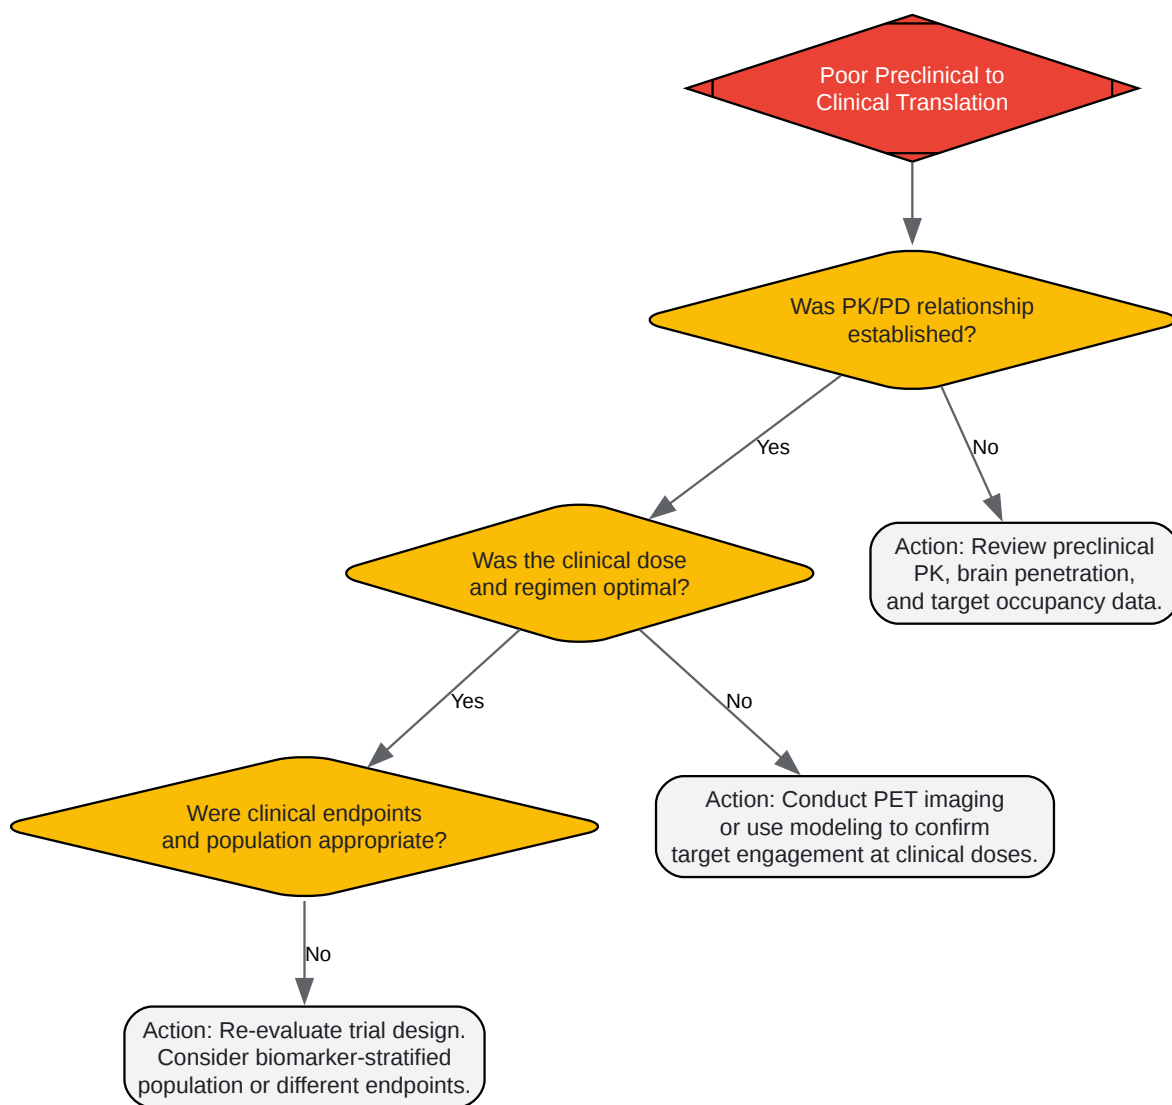 Poor Preclinical to
Clinical Translation
Was PK/PD relationship
established?
Yes
No
Was the clinical dose
and regimen optimal?
Action: Review preclinical
PK, brain penetration,
and target occupancy data.
Yes
No
Were clinical endpoints
and population appropriate?
Action: Conduct PET imaging
or use modeling to confirm
target engagement at clinical doses.
No
Action: Re-evaluate trial design.
Consider biomarker-stratified
population or different endpoints.